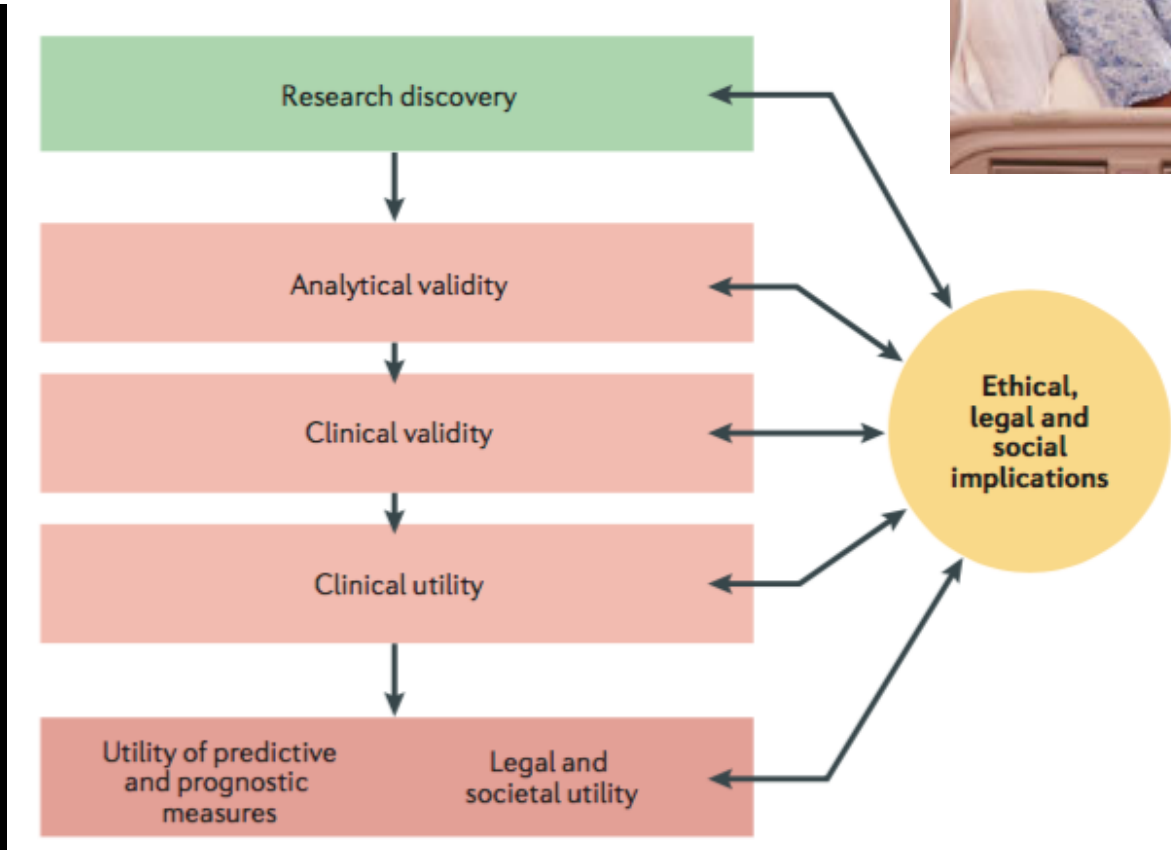 Research discovery
Analytical validity
Clinical validity
Clinical utility
Utility of predictive
and prognostic
measures
Legal and
societal utility
Ethical,
legal and
social
implications